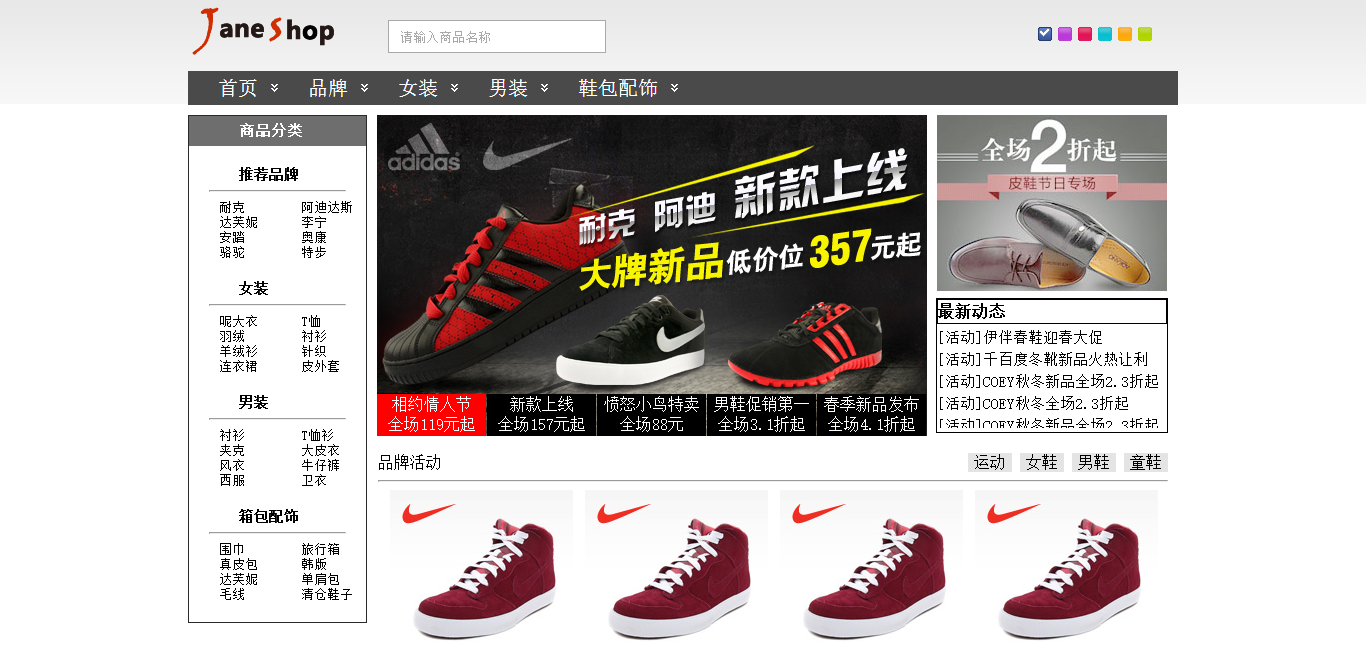 Jane Shop
请输入商品名称
首页
品牌
女装
男装
鞋包配饰
商品分类
推荐品牌
耐克 阿迪达斯
达芙妮 李宁
安踏 奥康
骆驼 特步
女装
呢大衣 T恤
羽绒 衬衫
羊绒衫 针织
连衣裙 皮外套
男装
衬衫 T恤衫
夹克 大皮衣
风衣 牛仔裤
西服 卫衣
箱包配饰
围巾 旅行箱
真皮包 韩版
达芙妮 单肩包
毛线 清仓鞋子
adidas
耐克 阿迪 新款上线
大牌新品低价位357元起
相约情人节
全场119元起
新款上线
全场157元起
愤怒小鸟特卖
全场88元
男鞋促销第一
全场3.1折起
春季新品发布
全场4.1折起
全场2折起
皮鞋节日专场
最新动态
[活动]伊伴春鞋迎春大促
[活动]千百度冬靴新品火热让利
[活动]COEY秋冬新品全场2.3折起
[活动]COEY秋冬全场2.3折起
[活动]COEY秋冬新品全场2.3折起
品牌活动
运动
女鞋
男鞋
童鞋